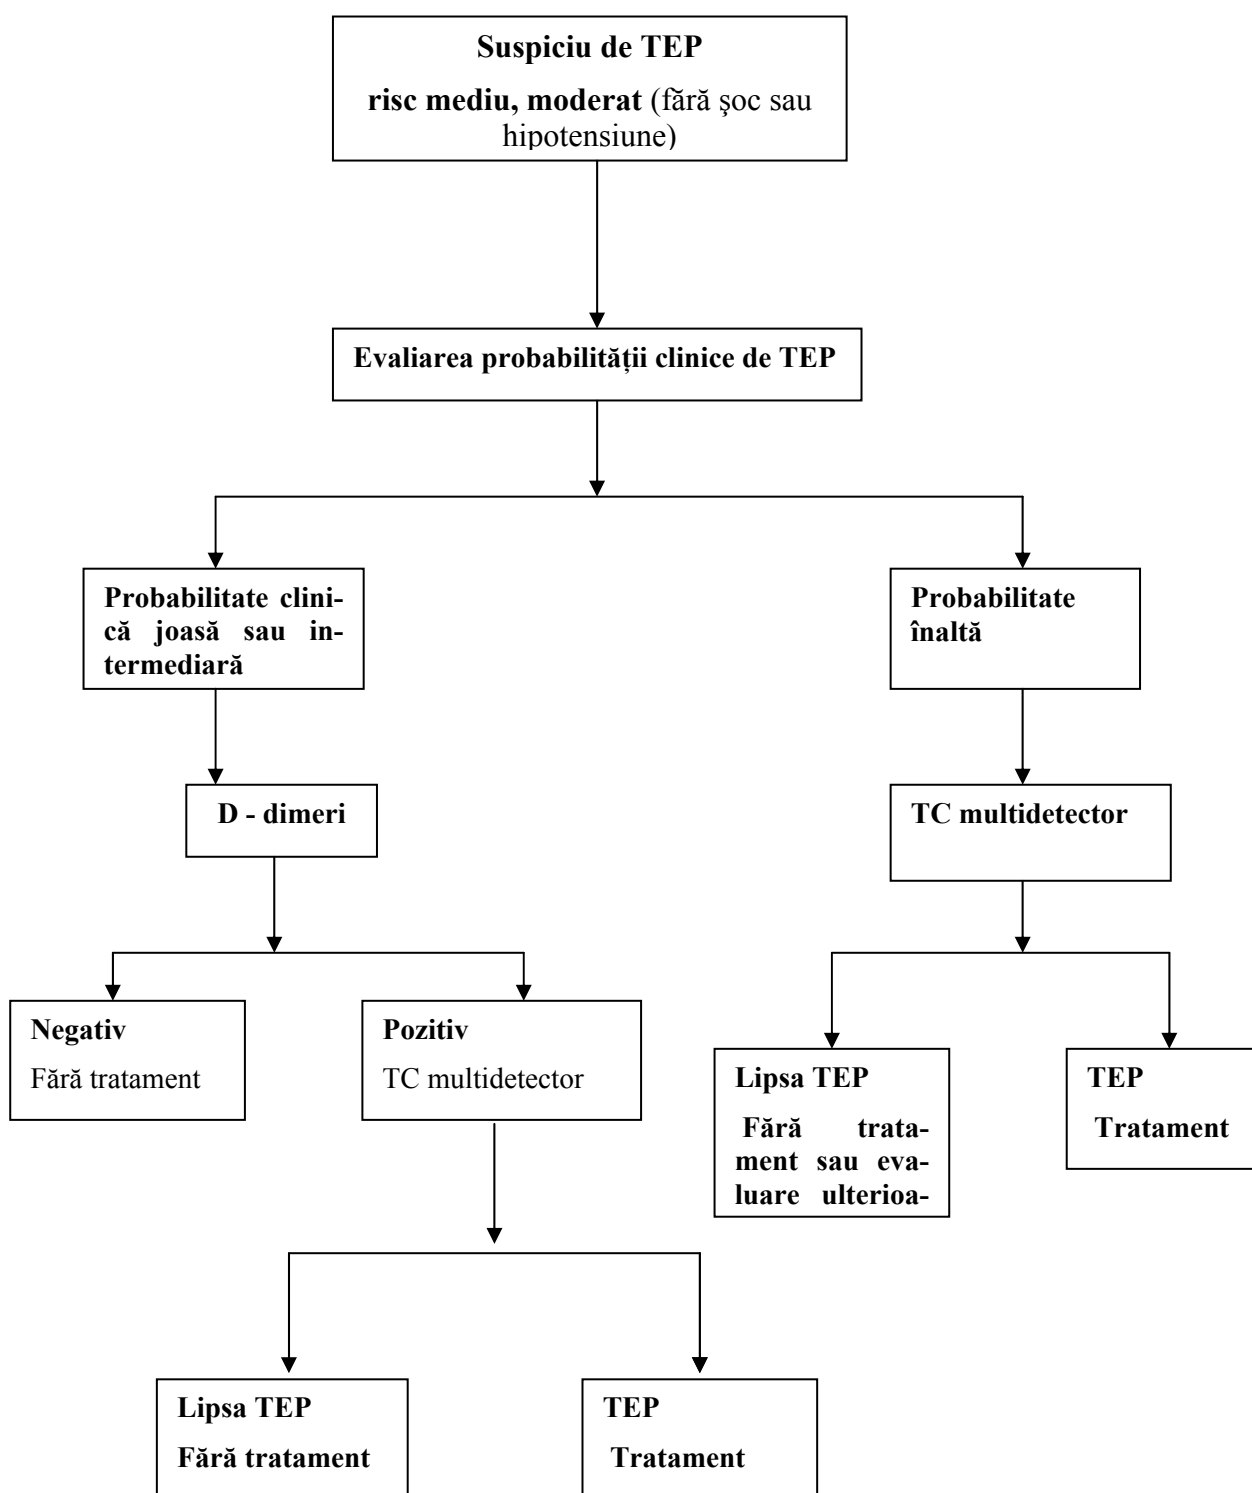 Suspiciu de TEP
risc mediu, moderat (fără şoc sau
hipotensiune)
Evaliarea probabilității clinice de TEP
Probabilitate clini-
că joasă sau in-
termediară
Probabilitate
înaltă
D - dimeri
TC multidetector
Negativ
Fără tratament
Pozitiv
TC multidetector
Lipsa TEP
Fără trata-
ment sau eva-
luare ulterioa-
TEP
Tratament
Lipsa TEP
Fără tratament
TEP
Tratament